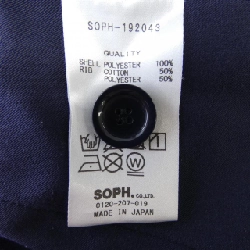 SOPH-192043
QUALITY
SHELL POLYESTER 100%
RIB COTTON 50%
POLYESTER 50%
SOPH. CO.,LTD.
0120-707-019
MADE IN JAPAN